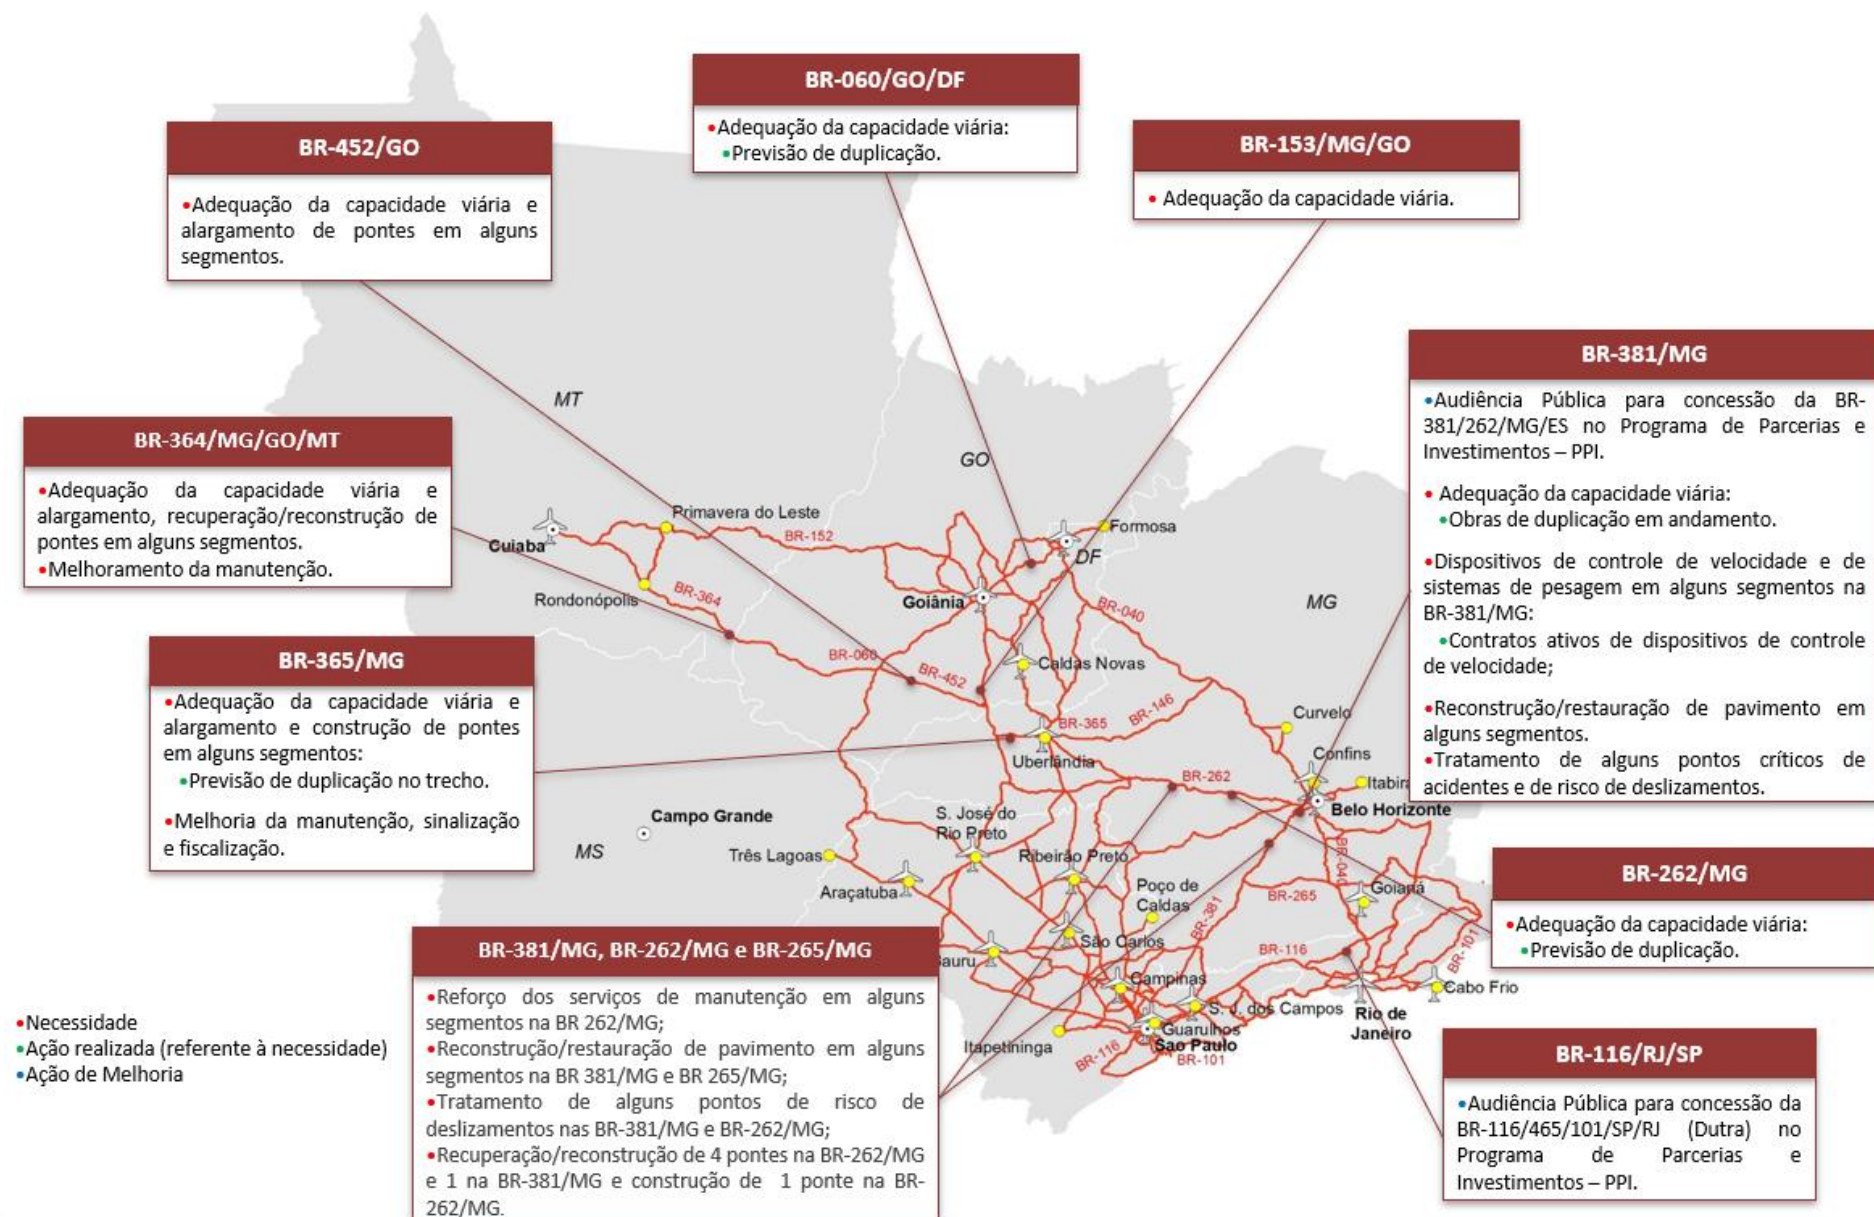 BR-060/GO/DF
•Adequação da capacidade viária:
•Previsão de duplicação.
BR-452/GO
•Adequação da capacidade viária e
alargamento de pontes em alguns
segmentos.
BR-153/MG/GO
• Adequação da capacidade viária.
BR-381/MG
•Audiência Pública para concessão da BR-
381/262/MG/ES no Programa de Parcerias e
Investimentos – PPI.
• Adequação da capacidade viária:
•Obras de duplicação em andamento.
•Dispositivos de controle de velocidade e de
sistemas de pesagem em alguns segmentos na
BR-381/MG:
•Contratos ativos de dispositivos de controle
de velocidade;
•Reconstrução/restauração de pavimento em
alguns segmentos.
•Tratamento de alguns pontos críticos de
acidentes e de risco de deslizamentos.
BR-364/MG/GO/MT
•Adequação da capacidade viária e
alargamento, recuperação/reconstrução de
pontes em alguns segmentos.
•Melhoramento da manutenção.
BR-365/MG
•Adequação da capacidade viária e
alargamento e construção de pontes
em alguns segmentos:
•Previsão de duplicação no trecho.
•Melhoria da manutenção, sinalização
e fiscalização.
MT
GO
DF
MG
MS
Primavera do Leste
Cuiaba
Rondonópolis
BR-152
BR-364
Formosa
Goiânia
BR-040
BR-060
BR-452
Caldas Novas
BR-365
BR-146
Uberlândia
Curvelo
Confins
Itabira
BR-262
Belo Horizonte
Campo Grande
S. José do
Rio Preto
Três Lagoas
Ribeirão Preto
Araçatuba
Poço de
Caldas
BR-381
BR-265
BR-040
Goianá
São Carlos
BR-116
BR-101
auru
Campinas
Cabo Frio
S. J. dos Campos
Rio de
Janeiro
Guarulhos
Sao Paulo
Itapetininga
BR-116
BR-101
BR-262/MG
•Adequação da capacidade viária:
•Previsão de duplicação.
BR-381/MG, BR-262/MG e BR-265/MG
•Reforço dos serviços de manutenção em alguns
segmentos na BR 262/MG;
•Reconstrução/restauração de pavimento em alguns
segmentos na BR 381/MG e BR 265/MG;
•Tratamento de alguns pontos de risco de
deslizamentos nas BR-381/MG e BR-262/MG;
•Recuperação/reconstrução de 4 pontes na BR-262/MG
e 1 na BR-381/MG e construção de 1 ponte na BR-
262/MG.
•Necessidade
•Ação realizada (referente à necessidade)
•Ação de Melhoria
BR-116/RJ/SP
•Audiência Pública para concessão da
BR-116/465/101/SP/RJ (Dutra) no
Programa de Parcerias e
Investimentos – PPI.